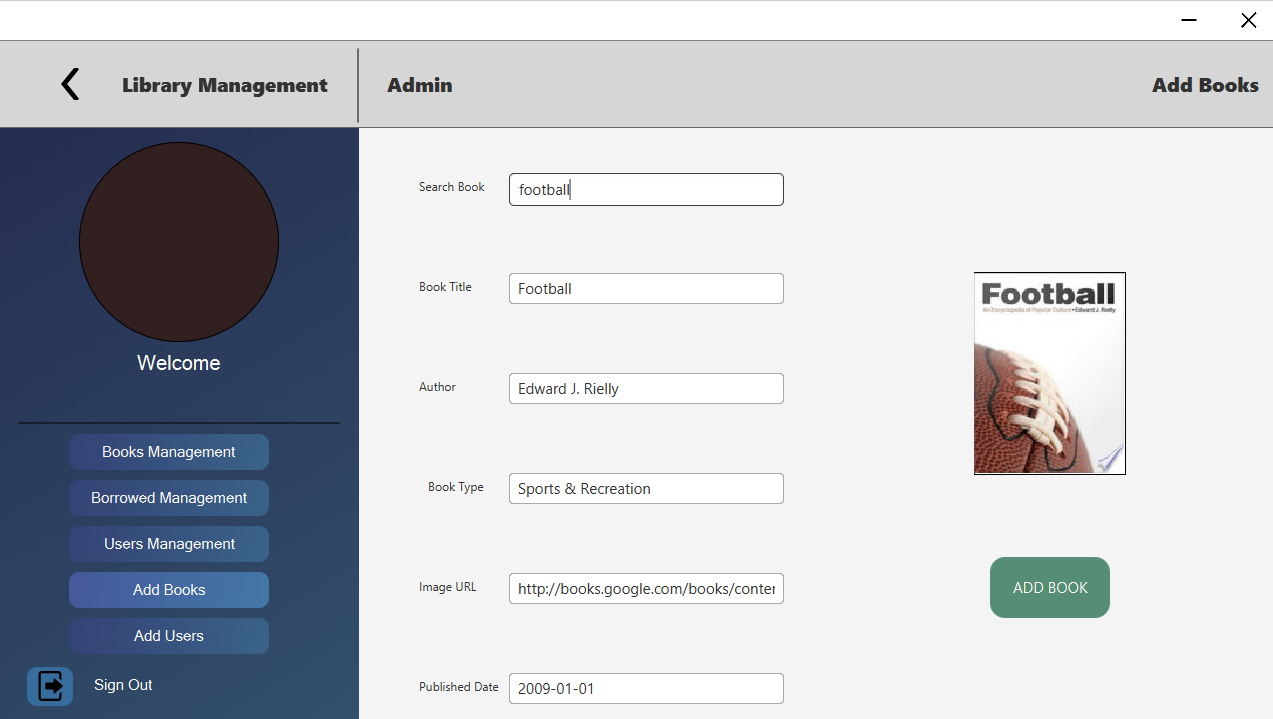 Library Management
Admin
Add Books
Welcome
Books Management
Borrowed Management
Users Management
Add Books
Add Users
Sign Out
Search Book
football
Book Title
Football
Author
Edward J. Rielly
Book Type
Sports & Recreation
Image URL
http://books.google.com/books/conter
Published Date
2009-01-01
Football
An Encyclopedia of Popular Culture • Edward J. Rielly
ADD BOOK